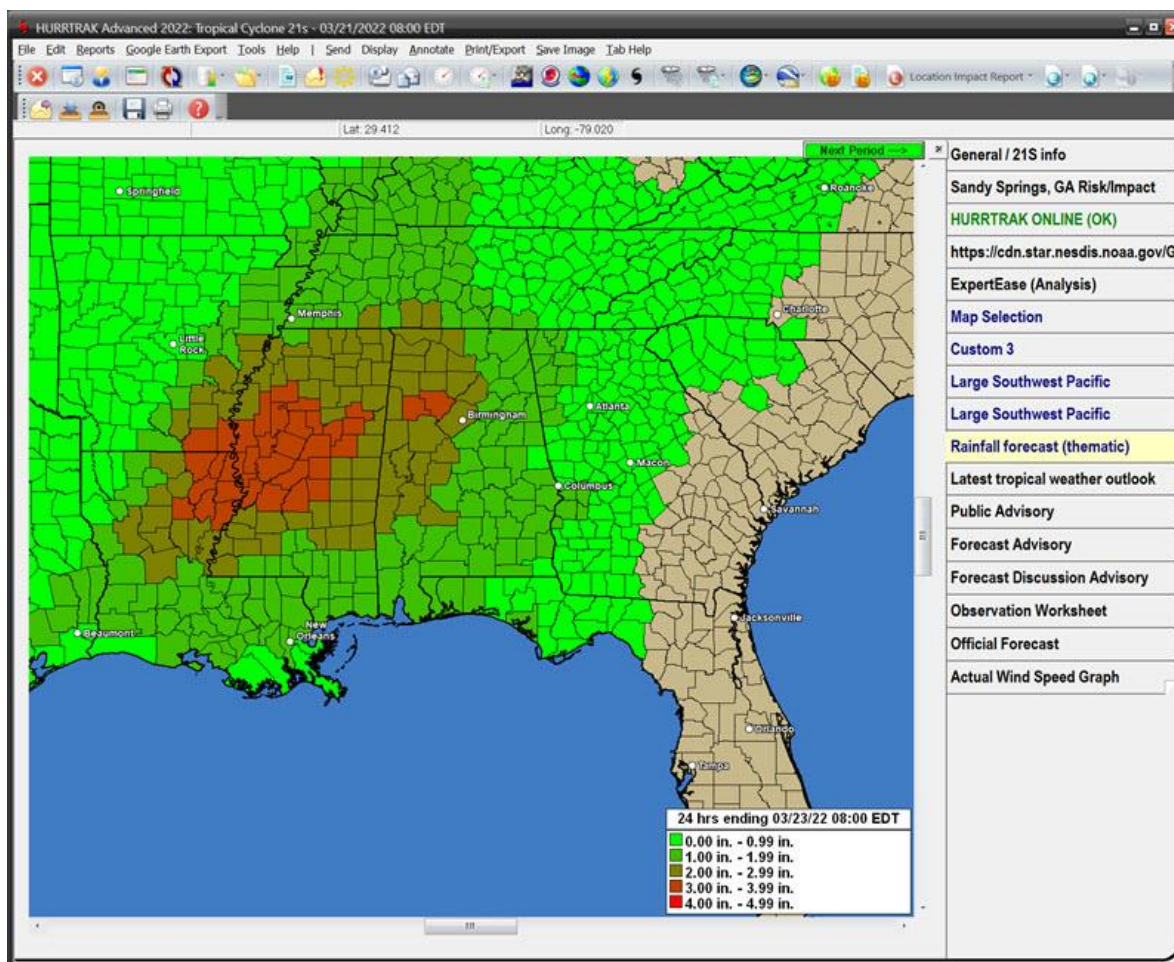 HURRTRAK Advanced 2022: Tropical Cyclone 21s - 03/21/2022 08:00 EDT
File Edit Reports Google Earth Export Tools Help | Send Display Annotate Print/Export Save Image Tab Help
Location Impact Report
Lat: 29.412 Long: -79.020
Next Period --->
General / 21S info
Sandy Springs, GA Risk/Impact
HURRTRAK ONLINE (OK)
https://cdn.star.nesdis.noaa.gov/G
ExpertEase (Analysis)
Map Selection
Custom 3
Large Southwest Pacific
Large Southwest Pacific
Rainfall forecast (thematic)
Latest tropical weather outlook
Public Advisory
Forecast Advisory
Forecast Discussion Advisory
Observation Worksheet
Official Forecast
Actual Wind Speed Graph
Springfield
Roanoke
Memphis
Charlotte
Little
Rock
Atlanta
Birmingham
Macon
Columbus
Savannah
Jacksonville
New
Orleans
Beaumont
Orlando
Tampa
24 hrs ending 03/23/22 08:00 EDT
0.00 in. - 0.99 in.
1.00 in. - 1.99 in.
2.00 in. - 2.99 in.
3.00 in. - 3.99 in.
4.00 in. - 4.99 in.